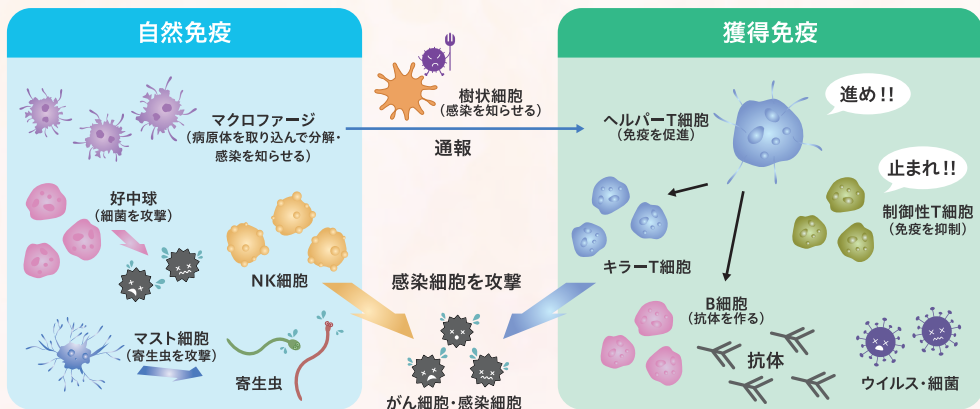 自然免疫
獲得免疫
マクロファージ
(病原体を取り込んで分解・
感染を知らせる)
樹状細胞
(感染を知らせる)
通報
ヘルパーT細胞
(免疫を促進)
進め!!
止まれ!!
制御性T細胞
(免疫を抑制)
好中球
(細菌を攻撃)
NK細胞
感染細胞を攻撃
キラーT細胞
B細胞
(抗体を作る)
マスト細胞
(寄生虫を攻撃)
寄生虫
がん細胞・感染細胞
抗体
ウイルス・細菌